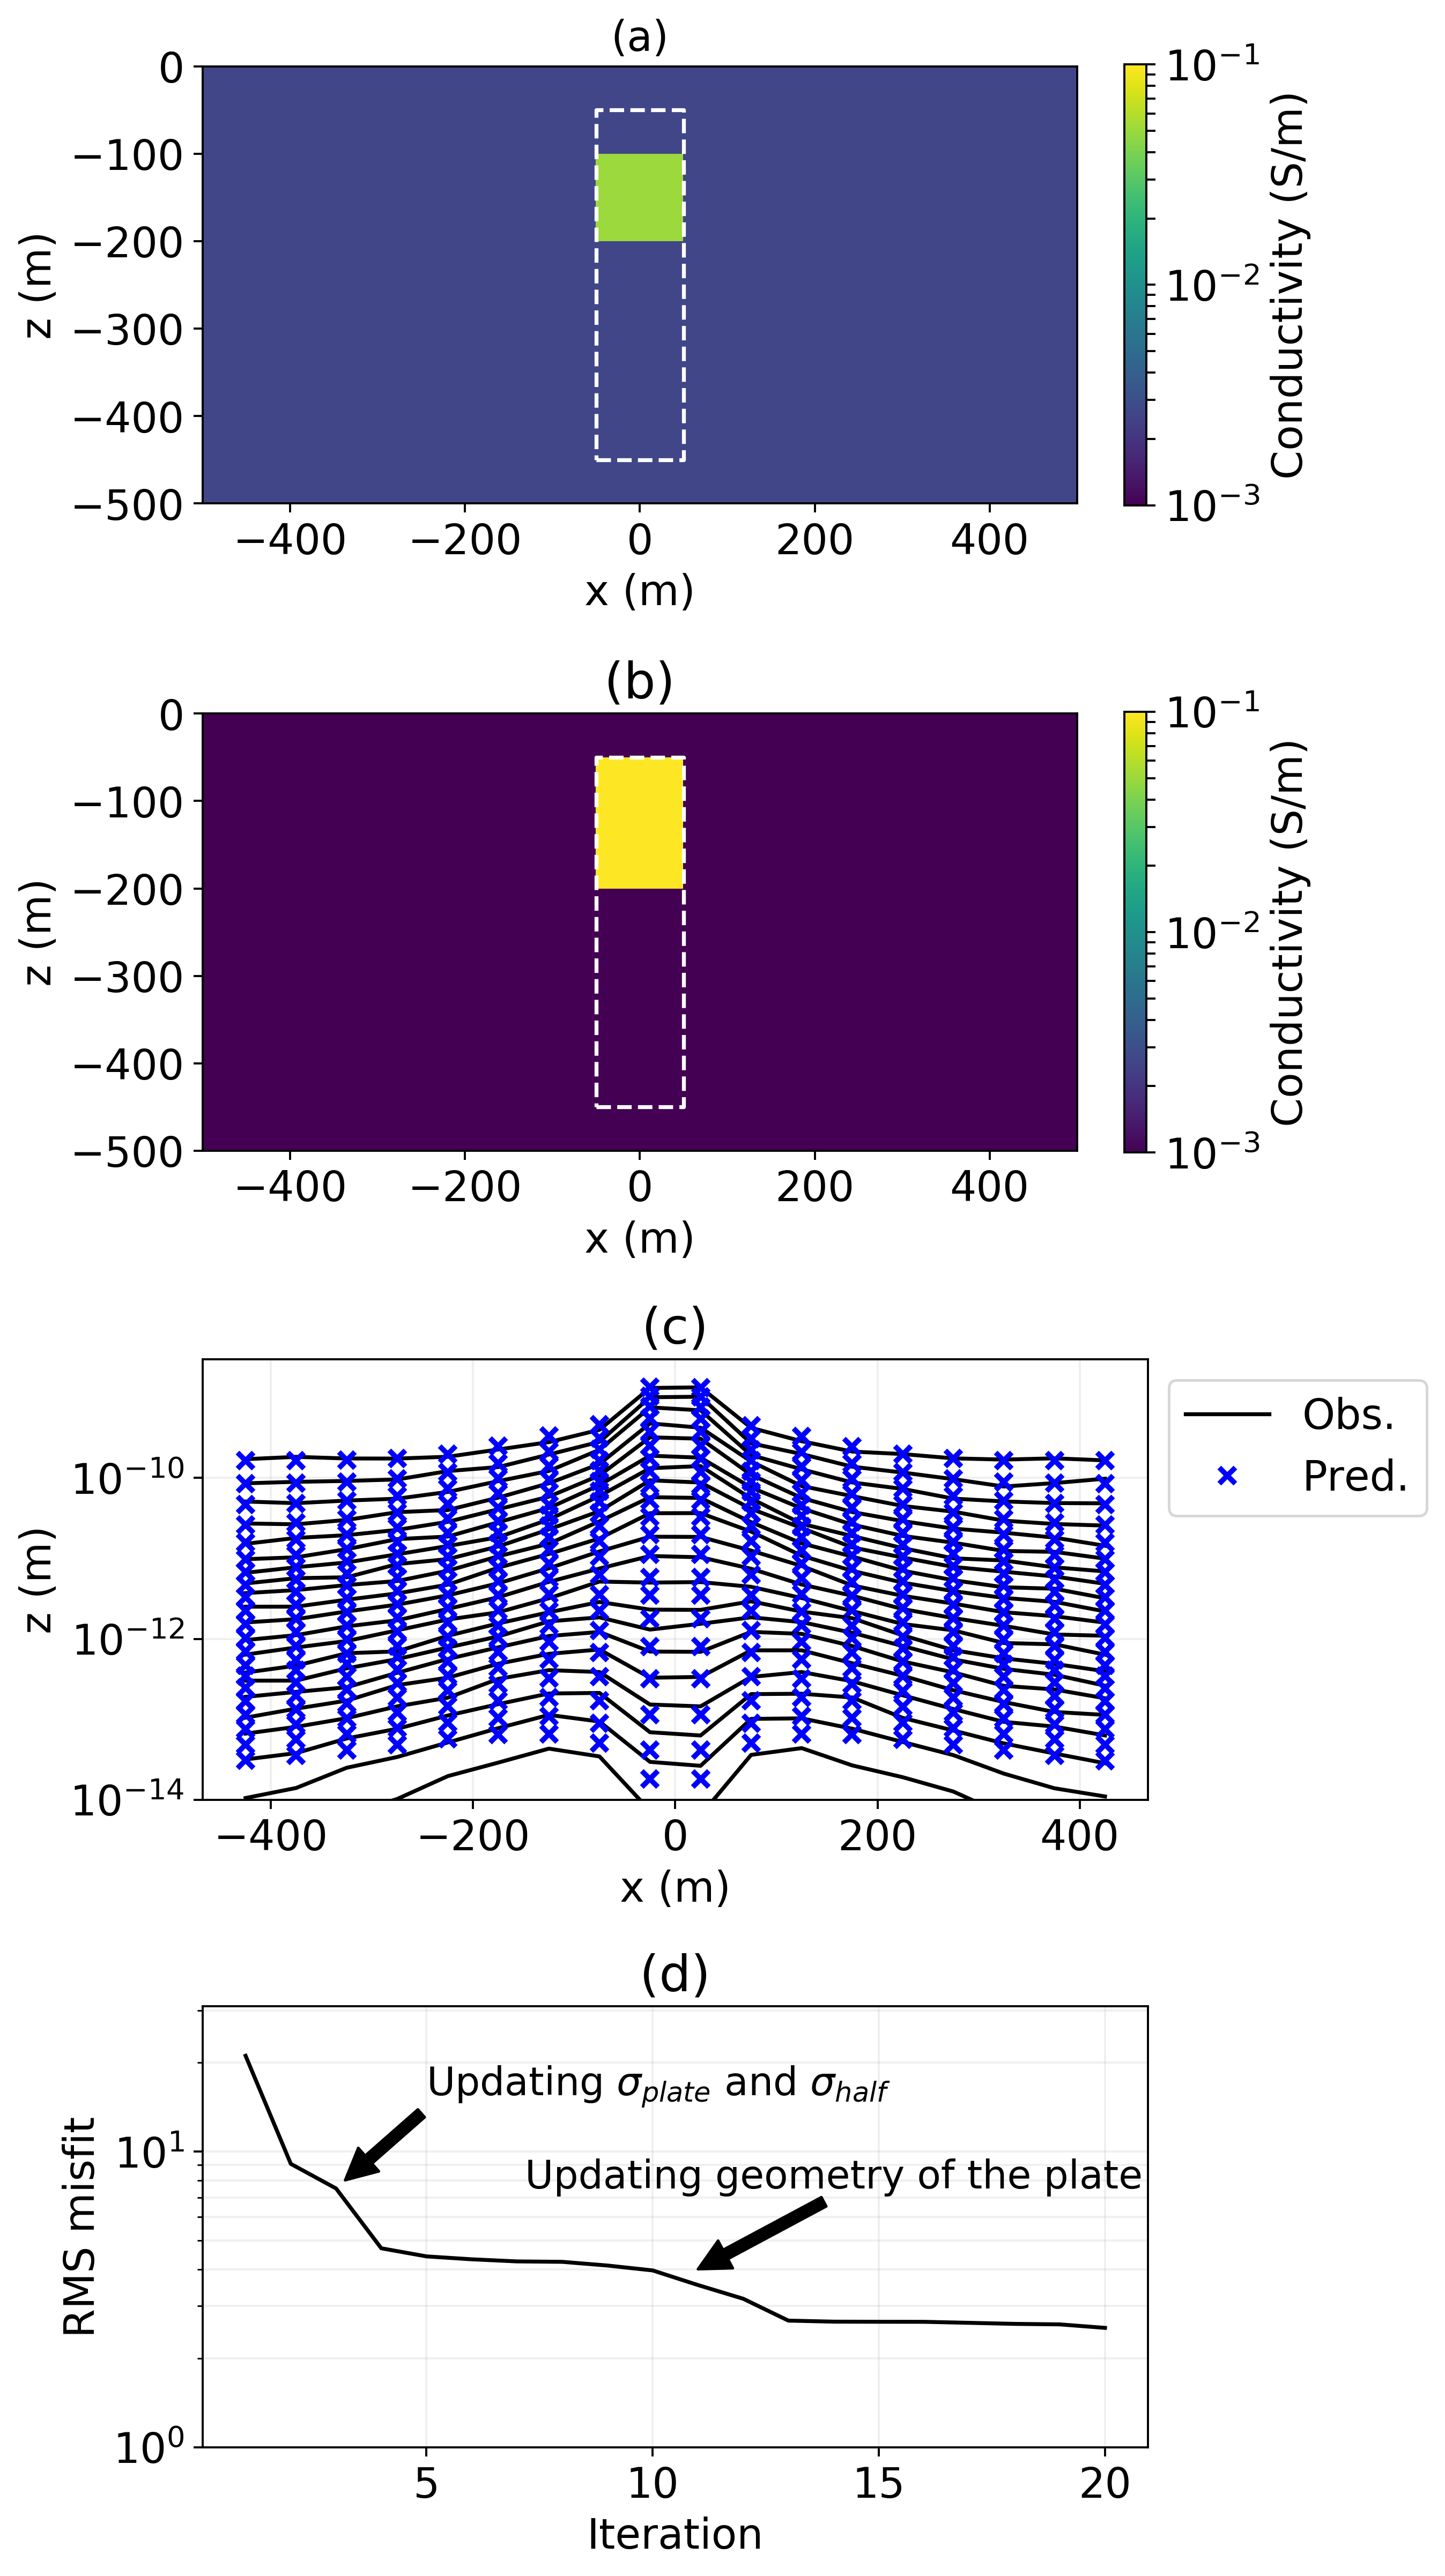 (a)
0
−100
−200
−300
−400
−500
z (m)
−400 −200 0 200 400
x (m)
10⁻¹
10⁻²
10⁻³
Conductivity (S/m)
(b)
0
−100
−200
−300
−400
−500
z (m)
−400 −200 0 200 400
x (m)
10⁻¹
10⁻²
10⁻³
Conductivity (S/m)
(c)
10⁻¹⁰
10⁻¹²
10⁻¹⁴
z (m)
−400 −200 0 200 400
x (m)
Obs.
Pred.
(d)
Updating σ_plate and σ_half
Updating geometry of the plate
10¹
10⁰
RMS misfit
5 10 15 20
Iteration